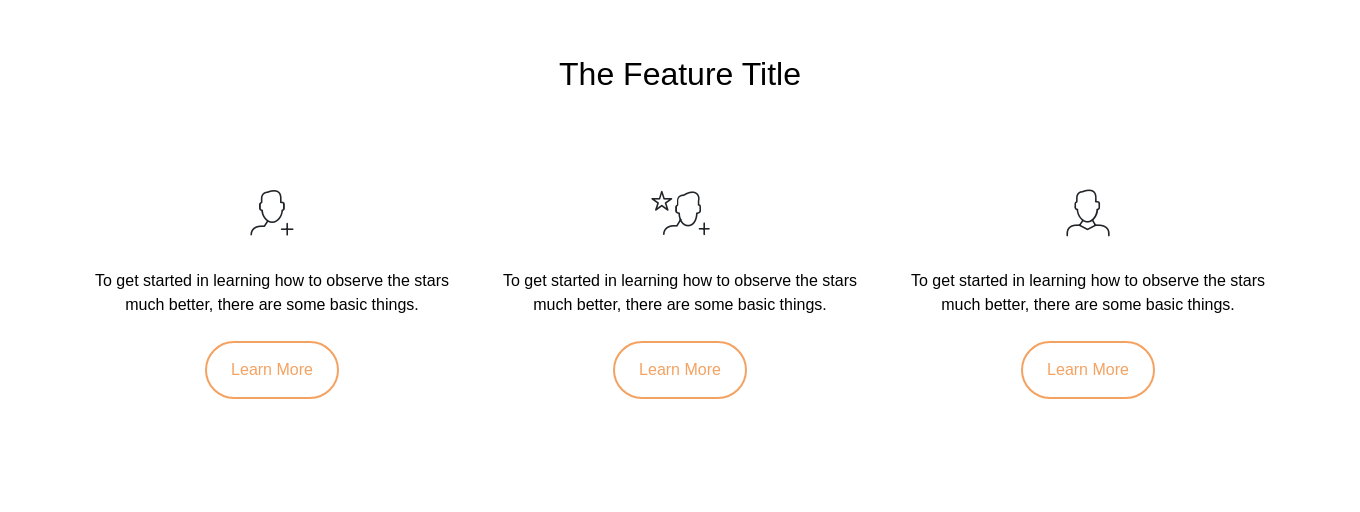 The Feature Title
To get started in learning how to observe the stars
much better, there are some basic things.
Learn More
To get started in learning how to observe the stars
much better, there are some basic things.
Learn More
To get started in learning how to observe the stars
much better, there are some basic things.
Learn More